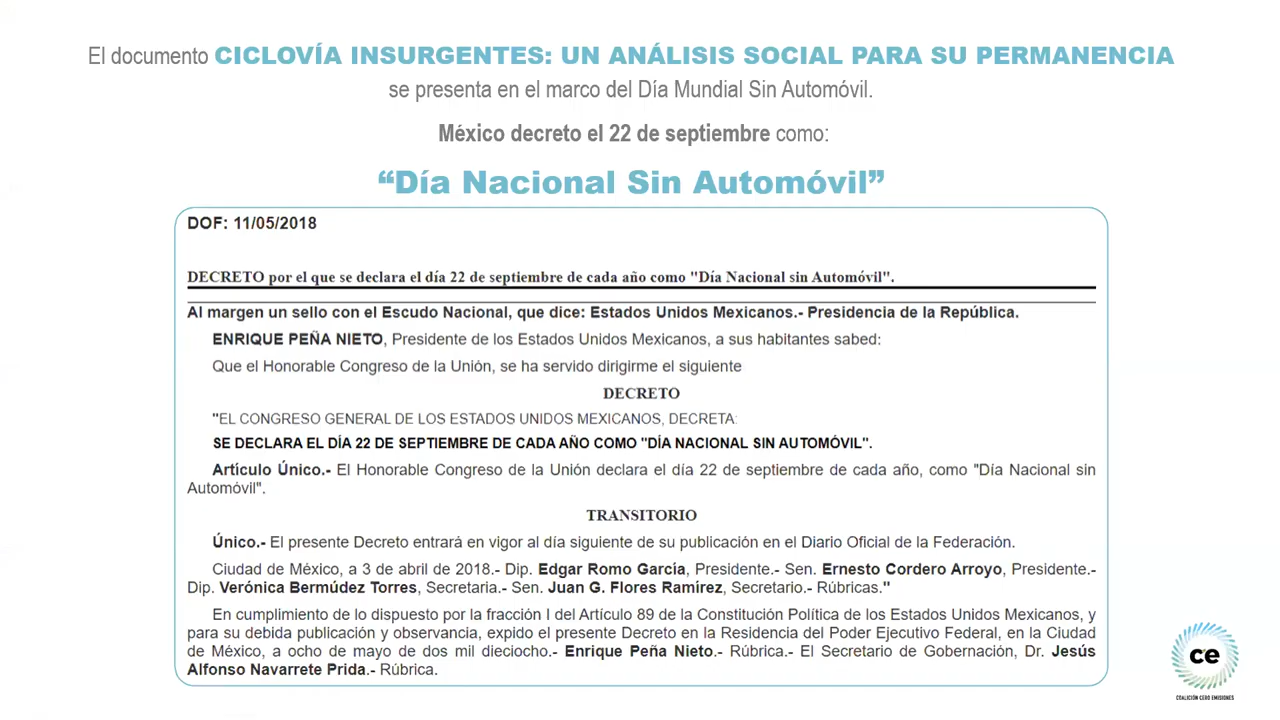 El documento CICLOVÍA INSURGENTES: UN ANÁLISIS SOCIAL PARA SU PERMANENCIA
se presenta en el marco del Día Mundial Sin Automóvil.
México decreto el 22 de septiembre como:
“Día Nacional Sin Automóvil”
DOF: 11/05/2018
DECRETO por el que se declara el día 22 de septiembre de cada año como "Día Nacional sin Automóvil".
Al margen un sello con el Escudo Nacional, que dice: Estados Unidos Mexicanos.- Presidencia de la República.
ENRIQUE PEÑA NIETO, Presidente de los Estados Unidos Mexicanos, a sus habitantes sabed:
Que el Honorable Congreso de la Unión, se ha servido dirigirme el siguiente
DECRETO
"EL CONGRESO GENERAL DE LOS ESTADOS UNIDOS MEXICANOS, DECRETA:
SE DECLARA EL DÍA 22 DE SEPTIEMBRE DE CADA AÑO COMO "DÍA NACIONAL SIN AUTOMÓVIL".
Artículo Único.- El Honorable Congreso de la Unión declara el día 22 de septiembre de cada año, como "Día Nacional sin
Automóvil".
TRANSITORIO
Único.- El presente Decreto entrará en vigor al día siguiente de su publicación en el Diario Oficial de la Federación.
Ciudad de México, a 3 de abril de 2018.- Dip. Edgar Romo García, Presidente.- Sen. Ernesto Cordero Arroyo, Presidente.-
Dip. Verónica Bermúdez Torres, Secretaria.- Sen. Juan G. Flores Ramírez, Secretario.- Rúbricas."
En cumplimiento de lo dispuesto por la fracción I del Artículo 89 de la Constitución Política de los Estados Unidos Mexicanos, y
para su debida publicación y observancia, expido el presente Decreto en la Residencia del Poder Ejecutivo Federal, en la Ciudad
de México, a ocho de mayo de dos mil dieciocho.- Enrique Peña Nieto.- Rúbrica.- El Secretario de Gobernación, Dr. Jesús
Alfonso Navarrete Prida.- Rúbrica.
ce
COALICIÓN CERO EMISIONES